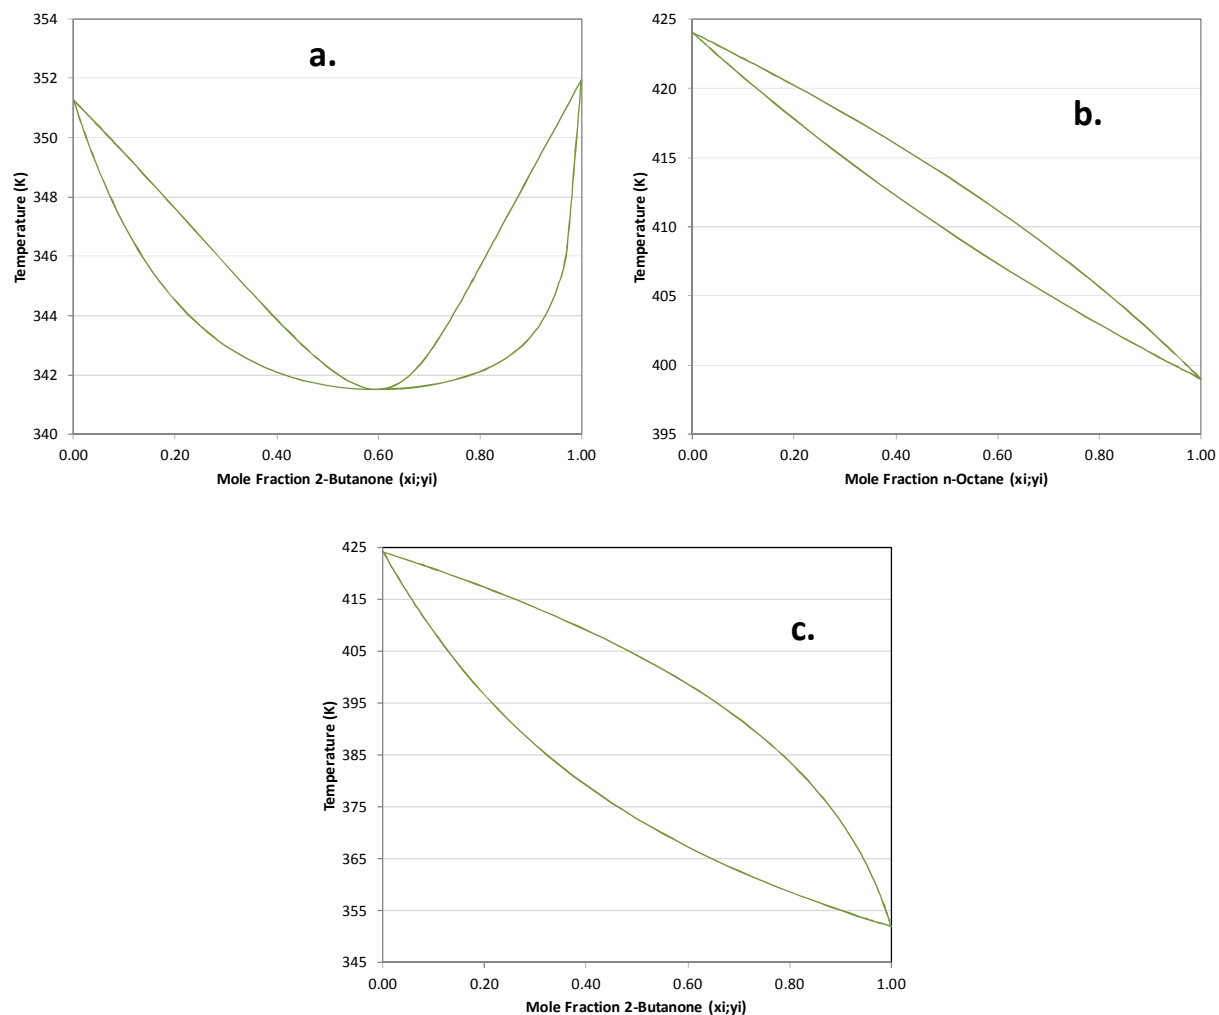 a.
354
352
350
348
346
344
342
340
Temperature (K)
0.00 0.20 0.40 0.60 0.80 1.00
Mole Fraction 2-Butanone (xi;yi)
b.
425
420
415
410
405
400
395
Temperature (K)
0.00 0.20 0.40 0.60 0.80 1.00
Mole Fraction n-Octane (xi;yi)
c.
425
415
405
395
385
375
365
355
345
Temperature (K)
0.00 0.20 0.40 0.60 0.80 1.00
Mole Fraction 2-Butanone (xi;yi)